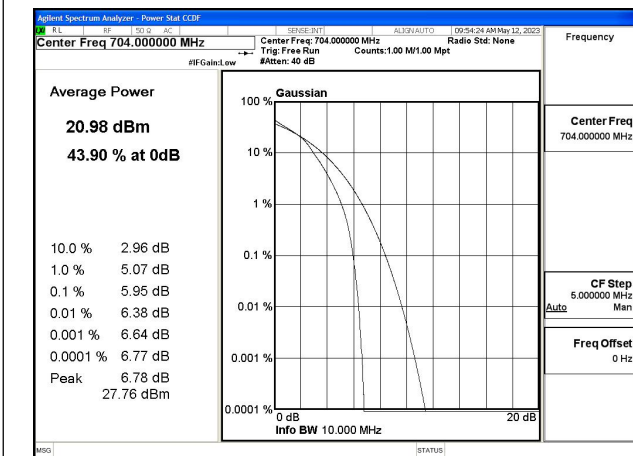 Agilent Spectrum Analyzer - Power Stat CCDF
RL RF 50 Ω AC SENSE:INT ALIGN AUTO 09:54:24 AM May 12, 2023
Center Freq 704.000000 MHz
Center Freq: 704.000000 MHz Radio Std: None
Trig: Free Run Counts:1.00 M/1.00 Mpt
#IFGain:Low #Atten: 40 dB
Frequency
Average Power
20.98 dBm
43.90 % at 0dB
10.0 % 2.96 dB
1.0 % 5.07 dB
0.1 % 5.95 dB
0.01 % 6.38 dB
0.001 % 6.64 dB
0.0001 % 6.77 dB
Peak 6.78 dB
27.76 dBm
Gaussian
100 %
10 %
1 %
0.1 %
0.01 %
0.001 %
0.0001 %
0 dB 20 dB
Info BW 10.000 MHz
Center Freq
704.000000 MHz
CF Step
5.000000 MHz
Auto Man
Freq Offset
0 Hz
MSG STATUS